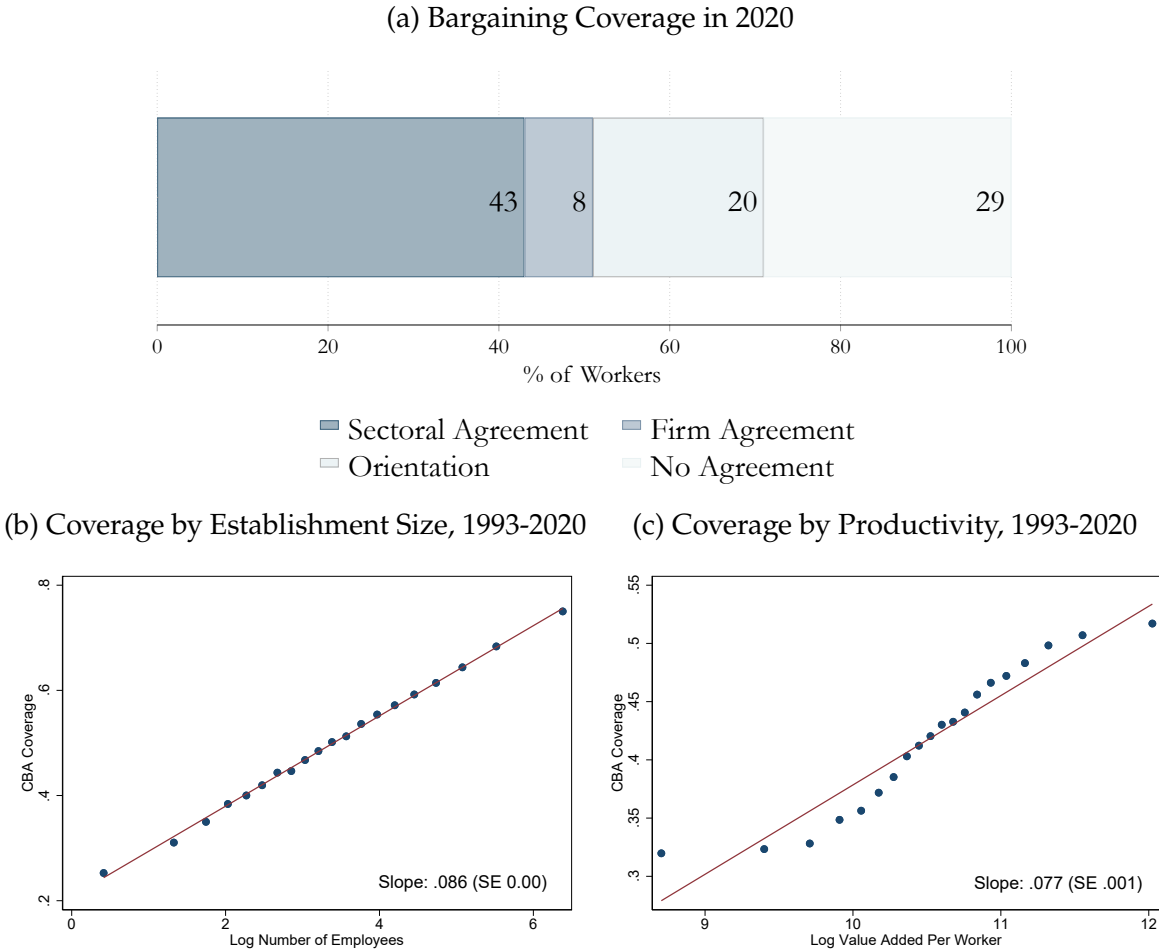 (a) Bargaining Coverage in 2020
43 8 20 29
0 20 40 60 80 100
% of Workers
Sectoral Agreement Firm Agreement
Orientation No Agreement
(b) Coverage by Establishment Size, 1993-2020
.8
.6
.4
.2
CBA Coverage
Slope: .086 (SE 0.00)
0 2 4 6
Log Number of Employees
(c) Coverage by Productivity, 1993-2020
.55
.5
.45
.4
.35
.3
CBA Coverage
Slope: .077 (SE .001)
9 10 11 12
Log Value Added Per Worker